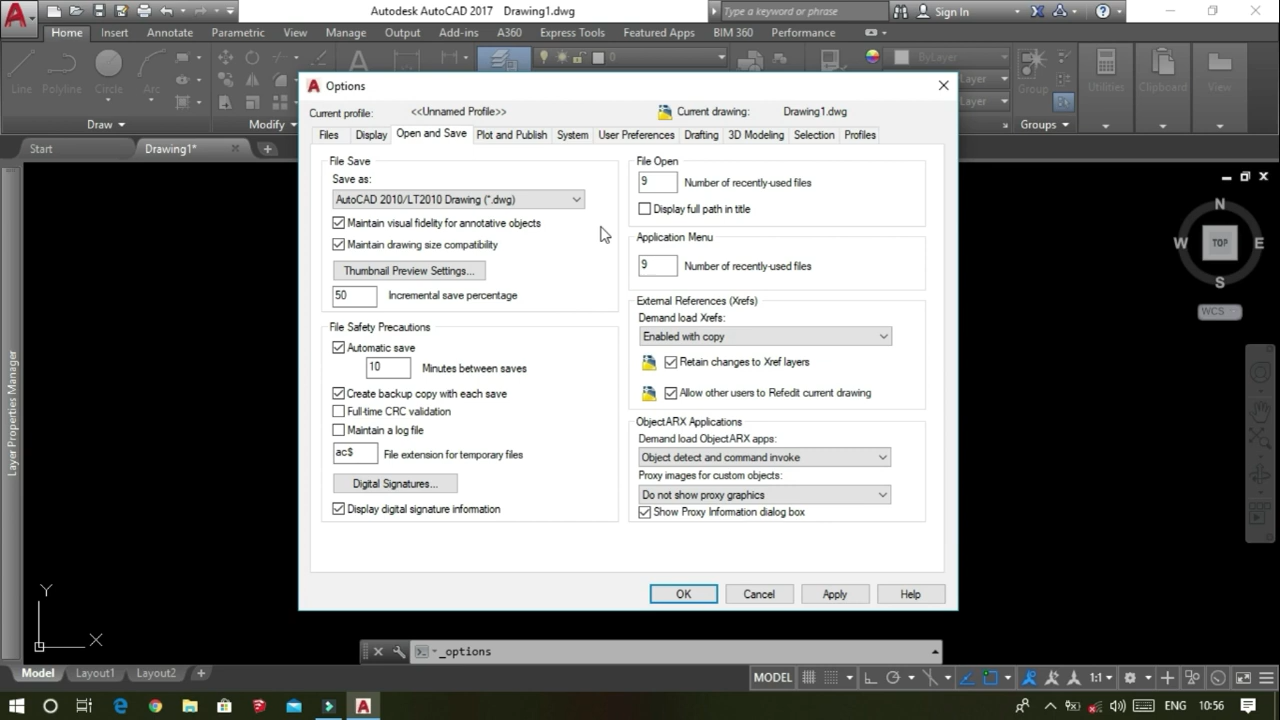 Autodesk AutoCAD 2017 Drawing1.dwg
Type a keyword or phrase
Sign In
Home Insert Annotate Parametric View Manage Output Add-ins A360 Express Tools Featured Apps BIM 360 Performance
Line Polyline Circle Arc
0
ByLayer
Layer
Layer
Group
Utilities
Clipboard
View
Draw
Modify
Groups
Start
Drawing1*
Options
Current profile: <<Unnamed Profile>>
Current drawing: Drawing1.dwg
Files Display Open and Save Plot and Publish System User Preferences Drafting 3D Modeling Selection Profiles
File Save
Save as:
AutoCAD 2010/LT2010 Drawing (*.dwg)
Maintain visual fidelity for annotative objects
Maintain drawing size compatibility
Thumbnail Preview Settings...
50 Incremental save percentage
File Safety Precautions
Automatic save
10 Minutes between saves
Create backup copy with each save
Full-time CRC validation
Maintain a log file
ac$ File extension for temporary files
Digital Signatures...
Display digital signature information
File Open
9 Number of recently-used files
Display full path in title
Application Menu
9 Number of recently-used files
External References (Xrefs)
Demand load Xrefs:
Enabled with copy
Retain changes to Xref layers
Allow other users to Refedit current drawing
ObjectARX Applications
Demand load ObjectARX apps:
Object detect and command invoke
Proxy images for custom objects:
Do not show proxy graphics
Show Proxy Information dialog box
OK Cancel Apply Help
N
W TOP E
S
WCS
Layer Properties Manager
Y
X
_options
Model Layout1 Layout2
MODEL
1:1
ENG 10:56